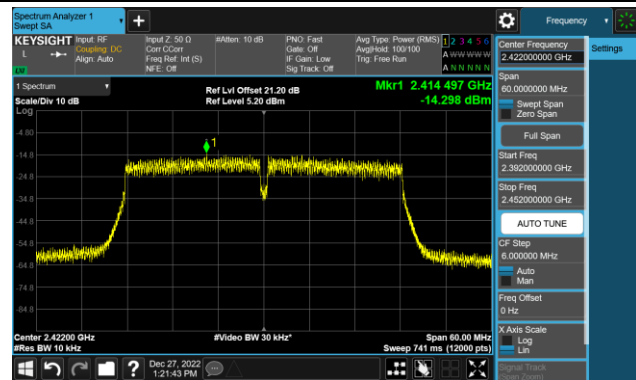 Spectrum Analyzer 1
Swept SA
+
Frequency
KEYSIGHT
L
LW
Input: RF
Coupling: DC
Align: Auto
Input Z: 50 Ω
Corr CCorr
Freq Ref: Int (S)
NFE: Off
#Atten: 10 dB
PNO: Fast
Gate: Off
IF Gain: Low
Sig Track: Off
Avg Type: Power (RMS)
Avg|Hold: 100/100
Trig: Free Run
1 2 3 4 5 6
A W W W W W
A N N N N N
1 Spectrum
Scale/Div 10 dB
Log
Ref Lvl Offset 21.20 dB
Ref Level 5.20 dBm
Mkr1 2.414 497 GHz
-14.298 dBm
1
-4.80
-14.8
-24.8
-34.8
-44.8
-54.8
-64.8
-74.8
-84.8
Center 2.42200 GHz
#Res BW 10 kHz
#Video BW 30 kHz*
Span 60.00 MHz
Sweep 741 ms (12000 pts)
Center Frequency
2.422000000 GHz
Settings
Span
60.0000000 MHz
Swept Span
Zero Span
Full Span
Start Freq
2.392000000 GHz
Stop Freq
2.452000000 GHz
AUTO TUNE
CF Step
6.000000 MHz
Auto
Man
Freq Offset
0 Hz
X Axis Scale
Log
Lin
Signal Track
(Span Zoom)
?
Dec 27, 2022
1:21:43 PM